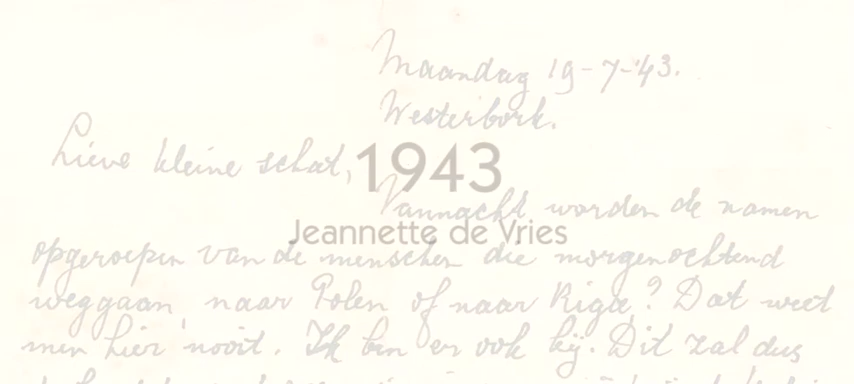 Maandag 19-7-'43.
Westerbork.
Lieve kleine schat,
1943
Vannacht worden de namen
Jeannette de Vries
opgeroepen van de menschen die morgenochtend
weggaan, naar Polen of naar Riga? Dat weet
men hier nooit. Ik ben er ook bij. Dit zal dus